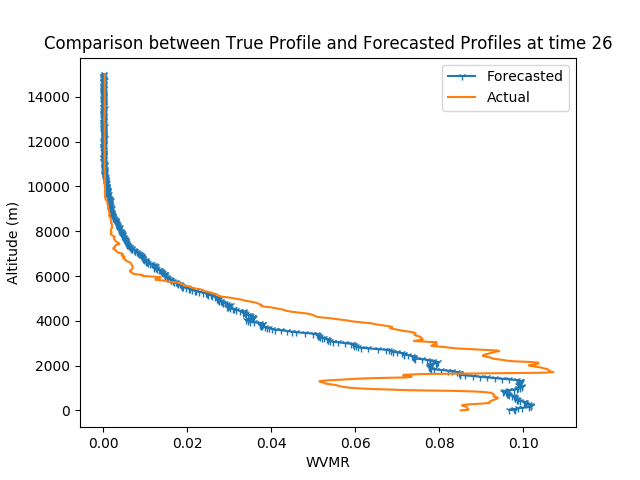 Comparison between True Profile and Forecasted Profiles at time 26
Forecasted
Actual
14000
12000
10000
8000
6000
4000
2000
0
Altitude (m)
0.00 0.02 0.04 0.06 0.08 0.10
WVMR